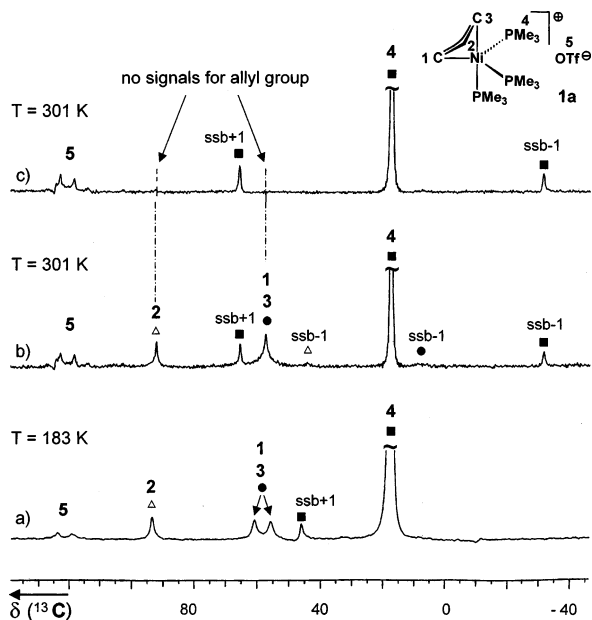 C 3
4
⊕
PMe3
5
2
1 C
Ni
OTf ⊖
PMe3
PMe3
1a
no signals for allyl group
4
T = 301 K
ssb+1
ssb-1
5
c)
4
T = 301 K
1
2
3
ssb+1
5
ssb-1
ssb-1
ssb-1
b)
4
T = 183 K
1
2
3
ssb+1
5
a)
80
40
0
- 40
δ (13 C)